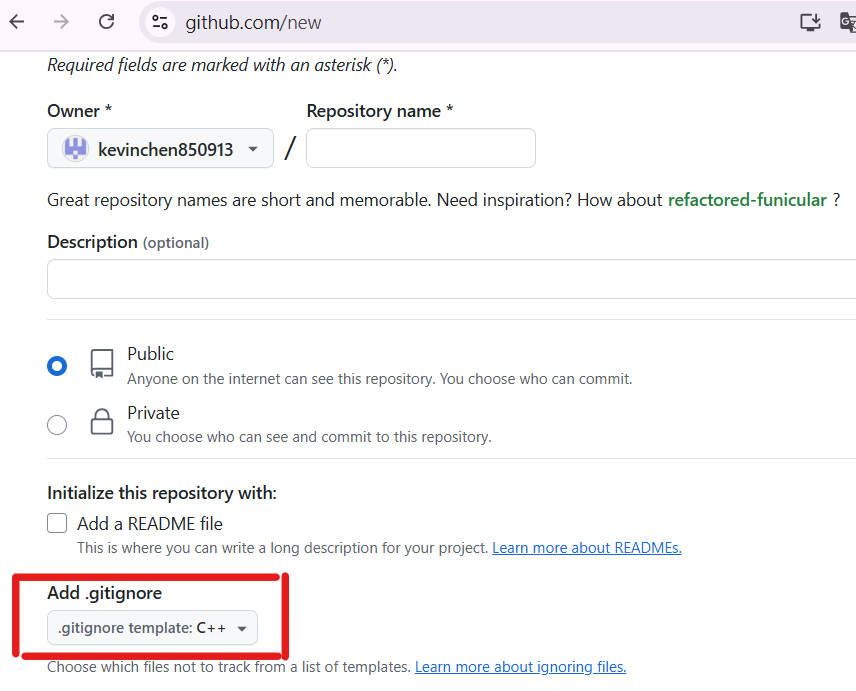 github.com/new
Required fields are marked with an asterisk (*).
Owner * Repository name *
kevinchen850913 /
Great repository names are short and memorable. Need inspiration? How about refactored-funicular ?
Description (optional)
Public
Anyone on the internet can see this repository. You choose who can commit.
Private
You choose who can see and commit to this repository.
Initialize this repository with:
Add a README file
This is where you can write a long description for your project. Learn more about READMEs.
Add .gitignore
.gitignore template: C++
Choose which files not to track from a list of templates. Learn more about ignoring files.